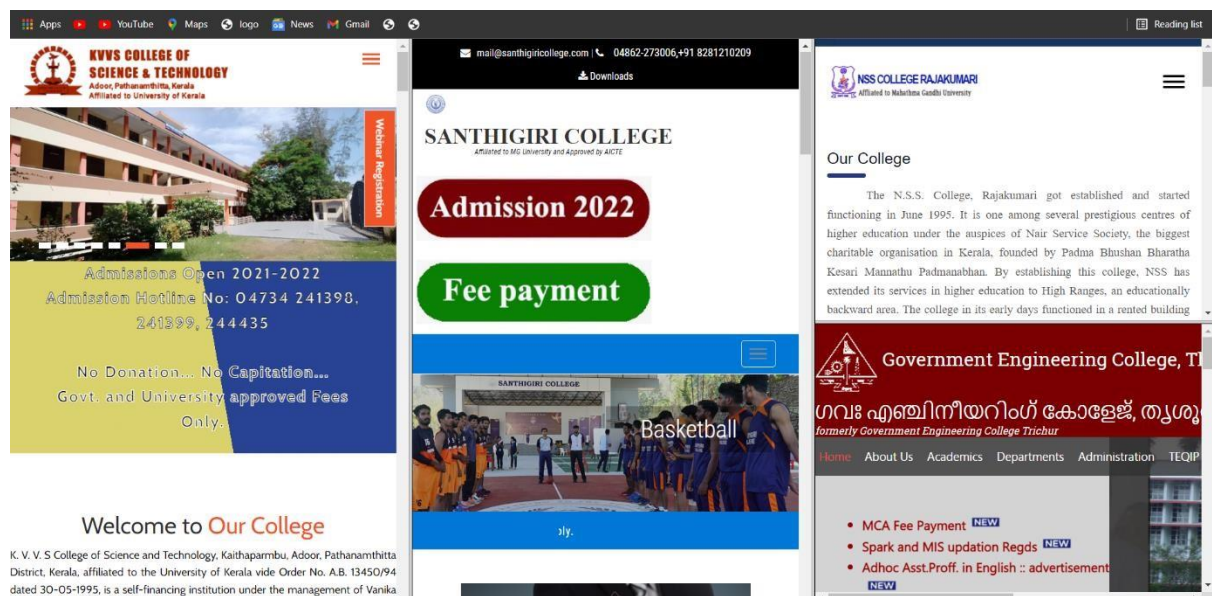 Apps
YouTube
Maps
logo
News
Gmail
Reading list
KVVS COLLEGE OF
SCIENCE & TECHNOLOGY
Adoor, Pathanamthitta, Kerala
Affiliated to University of Kerala
Webinar Registration
Admissions Open 2021-2022
Admission Hotline No: 04734 241398,
241399, 244435
No Donation... No Capitation...
Govt. and University approved Fees
Only.
Welcome to Our College
K. V. V. S College of Science and Technology, Kaithaparmbu, Adoor, Pathanamthitta
District, Kerala, affiliated to the University of Kerala vide Order No. A.B. 13450/94
dated 30-05-1995, is a self-financing institution under the management of Vanika
mail@santhigiricollege.com | 04862-273006,+91 8281210209
Downloads
SANTHIGIRI COLLEGE
Affiliated to MG University and Approved by AICTE
Admission 2022
Fee payment
SANTHIGIRI COLLEGE
Basketball
ply.
NSS COLLEGE RAJAKUMARI
Affliated to Mahathma Gandhi University
Our College
The N.S.S. College, Rajakumari got established and started
functioning in June 1995. It is one among several prestigious centres of
higher education under the auspices of Nair Service Society, the biggest
charitable organisation in Kerala, founded by Padma Bhushan Bharatha
Kesari Mannathu Padmanabhan. By establishing this college, NSS has
extended its services in higher education to High Ranges, an educationally
backward area. The college in its early days functioned in a rented building
Government Engineering College, Th
ഗവഃ എഞ്ചിനീയറിംഗ് കോളേജ്, തൃശൂ
formerly Government Engineering College Trichur
Home About Us Academics Departments Administration TEQIP
MCA Fee Payment NEW
Spark and MIS updation Regds NEW
Adhoc Asst.Proff. in English :: advertisement
NEW